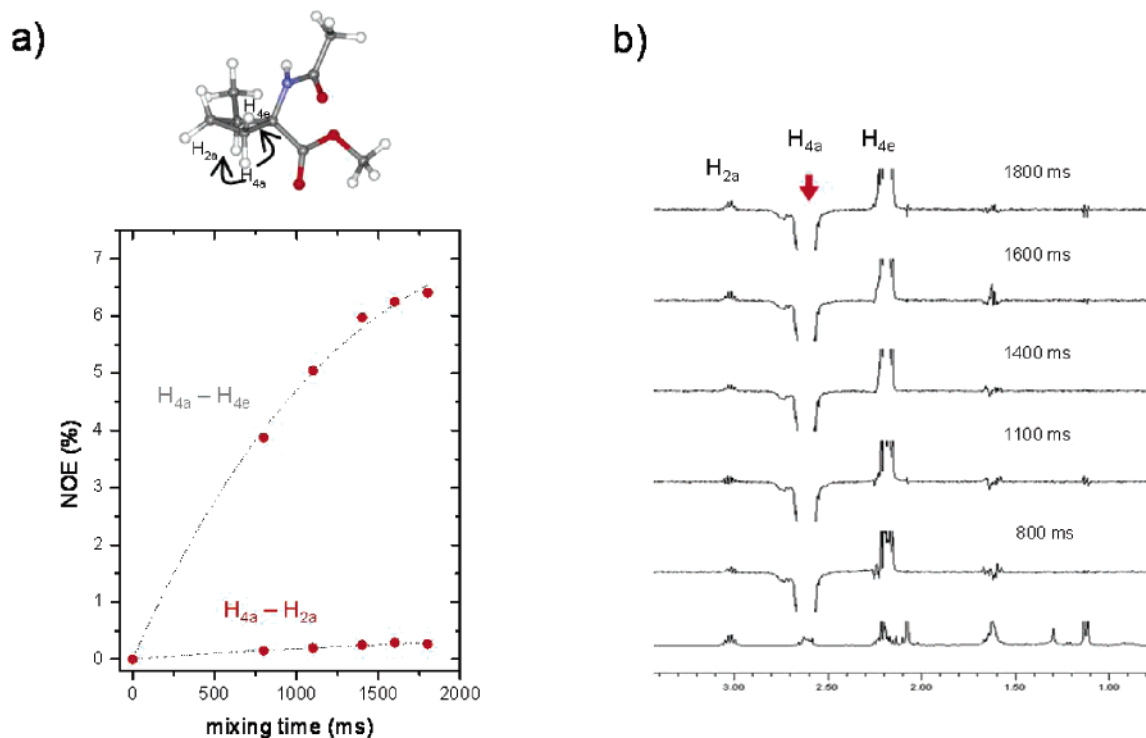 a)
H4e
H2a
H4a
7
6
5
4
3
2
1
0
NOE (%)
H4a – H4e
H4a – H2a
0 500 1000 1500 2000
mixing time (ms)
b)
H2a H4a H4e
1800 ms
1600 ms
1400 ms
1100 ms
800 ms
3.00 2.50 2.00 1.50 1.00